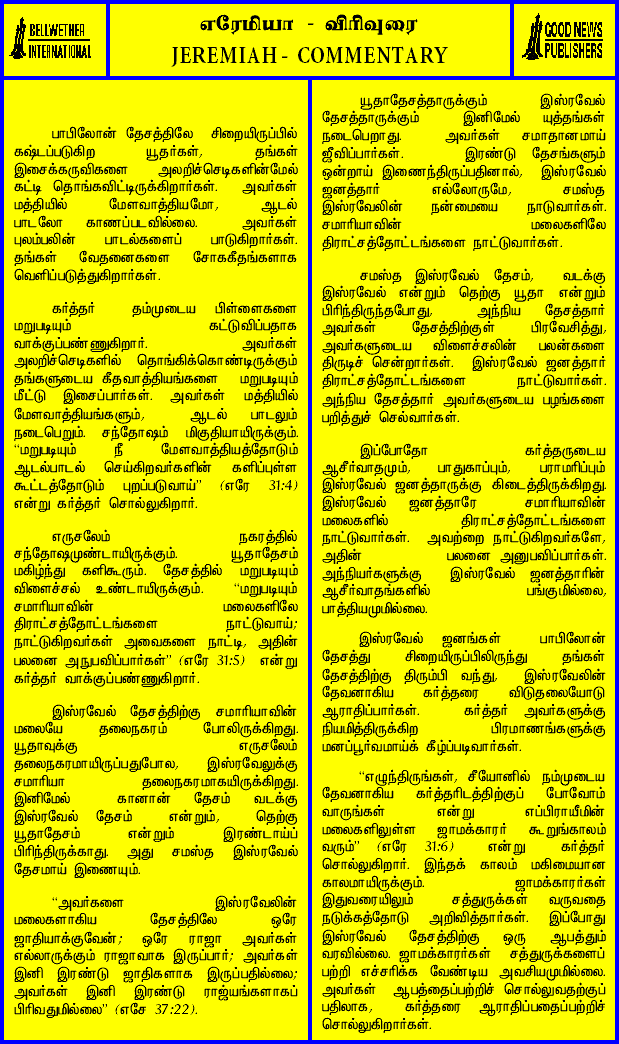 BELLWETHER
INTERNATIONAL
எரேமியா - விரிவுரை
JEREMIAH - COMMENTARY
GOOD NEWS
PUBLISHERS
பாபிலோன் தேசத்திலே சிறையிருப்பில்
கஷ்டப்படுகிற யூதர்கள், தங்கள்
இசைக்கருவிகளை அலறிச்செடிகளின்மேல்
கட்டி தொங்கவிட்டிருக்கிறார்கள். அவர்கள்
மத்தியில் மேளவாத்தியமோ, ஆடல்
பாடலோ காணப்படவில்லை. அவர்கள்
புலம்பலின் பாடல்களைப் பாடுகிறார்கள்.
தங்கள் வேதனைகளை சோககீதங்களாக
வெளிப்படுத்துகிறார்கள்.
கர்த்தர் தம்முடைய பிள்ளைகளை
மறுபடியும் கட்டுவிப்பதாக
வாக்குப்பண்ணுகிறார். அவர்கள்
அலறிச்செடிகளில் தொங்கிக்கொண்டிருக்கும்
தங்களுடைய கீதவாத்தியங்களை மறுபடியும்
மீட்டு இசைப்பார்கள். அவர்கள் மத்தியில்
மேளவாத்தியங்களும், ஆடல் பாடலும்
நடைபெறும். சந்தோஷம் மிகுதியாயிருக்கும்.
“மறுபடியும் நீ மேளவாத்தியத்தோடும்
ஆடல்பாடல் செய்கிறவர்களின் களிப்புள்ள
கூட்டத்தோடும் புறப்படுவாய்” (எரே 31:4)
என்று கர்த்தர் சொல்லுகிறார்.
எருசலேம் நகரத்தில்
சந்தோஷமுண்டாயிருக்கும். யூதாதேசம்
மகிழ்ந்து களிகூரும். தேசத்தில் மறுபடியும்
விளைச்சல் உண்டாயிருக்கும். “மறுபடியும்
சமாரியாவின் மலைகளிலே
திராட்சத்தோட்டங்களை நாட்டுவாய்;
நாட்டுகிறவர்கள் அவைகளை நாட்டி, அதின்
பலனை அநுபவிப்பார்கள்” (எரே 31:5) என்று
கர்த்தர் வாக்குப்பண்ணுகிறார்.
இஸ்ரவேல் தேசத்திற்கு சமாரியாவின்
மலையே தலைநகரம் போலிருக்கிறது.
யூதாவுக்கு எருசலேம்
தலைநகரமாயிருப்பதுபோல, இஸ்ரவேலுக்கு
சமாரியா தலைநகரமாகயிருக்கிறது.
இனிமேல் கானான் தேசம் வடக்கு
இஸ்ரவேல் தேசம் என்றும், தெற்கு
யூதாதேசம் என்றும் இரண்டாய்ப்
பிரிந்திருக்காது. அது சமஸ்த இஸ்ரவேல்
தேசமாய் இணையும்.
“அவர்களை இஸ்ரவேலின்
மலைகளாகிய தேசத்திலே ஒரே
ஜாதியாக்குவேன்; ஒரே ராஜா அவர்கள்
எல்லாருக்கும் ராஜாவாக இருப்பார்; அவர்கள்
இனி இரண்டு ஜாதிகளாக இருப்பதில்லை;
அவர்கள் இனி இரண்டு ராஜ்யங்களாகப்
பிரிவதுமில்லை” (எசே 37:22).
யூதாதேசத்தாருக்கும் இஸ்ரவேல்
தேசத்தாருக்கும் இனிமேல் யுத்தங்கள்
நடைபெறாது. அவர்கள் சமாதானமாய்
ஜீவிப்பார்கள். இரண்டு தேசங்களும்
ஒன்றாய் இணைந்திருப்பதினால், இஸ்ரவேல்
ஜனத்தார் எல்லோருமே, சமஸ்த
இஸ்ரவேலின் நன்மையை நாடுவார்கள்.
சமாரியாவின் மலைகளிலே
திராட்சத்தோட்டங்களை நாட்டுவார்கள்.
சமஸ்த இஸ்ரவேல் தேசம், வடக்கு
இஸ்ரவேல் என்றும் தெற்கு யூதா என்றும்
பிரிந்திருந்தபோது, அந்நிய தேசத்தார்
அவர்கள் தேசத்திற்குள் பிரவேசித்து,
அவர்களுடைய விளைச்சலின் பலன்களை
திருடிச் சென்றார்கள். இஸ்ரவேல் ஜனத்தார்
திராட்சத்தோட்டங்களை நாட்டுவார்கள்.
அந்நிய தேசத்தார் அவர்களுடைய பழங்களை
பறித்துச் செல்வார்கள்.
இப்போதோ கர்த்தருடைய
ஆசீர்வாதமும், பாதுகாப்பும், பராமரிப்பும்
இஸ்ரவேல் ஜனத்தாருக்கு கிடைத்திருக்கிறது.
இஸ்ரவேல் ஜனத்தாரே சமாரியாவின்
மலைகளில் திராட்சத்தோட்டங்களை
நாட்டுவார்கள். அவற்றை நாட்டுகிறவர்களே,
அதின் பலனை அனுபவிப்பார்கள்.
அந்நியர்களுக்கு இஸ்ரவேல் ஜனத்தாரின்
ஆசீர்வாதங்களில் பங்குமில்லை,
பாத்தியமுமில்லை.
இஸ்ரவேல் ஜனங்கள் பாபிலோன்
தேசத்து சிறையிருப்பிலிருந்து தங்கள்
தேசத்திற்கு திரும்பி வந்து, இஸ்ரவேலின்
தேவனாகிய கர்த்தரை விடுதலையோடு
ஆராதிப்பார்கள். கர்த்தர் அவர்களுக்கு
நியமித்திருக்கிற பிரமாணங்களுக்கு
மனப்பூர்வமாய்க் கீழ்ப்படிவார்கள்.
“எழுந்திருங்கள், சீயோனில் நம்முடைய
தேவனாகிய கர்த்தரிடத்திற்குப் போவோம்
வாருங்கள் என்று எப்பிராயீமின்
மலைகளிலுள்ள ஜாமக்காரர் கூறுங்காலம்
வரும்” (எரே 31:6) என்று கர்த்தர்
சொல்லுகிறார். இந்தக் காலம் மகிமையான
காலமாயிருக்கும். ஜாமக்காரர்கள்
இதுவரையிலும் சத்துருக்கள் வருவதை
நடுக்கத்தோடு அறிவித்தார்கள். இப்போது
இஸ்ரவேல் தேசத்திற்கு ஒரு ஆபத்தும்
வரவில்லை. ஜாமக்காரர்கள் சத்துருக்களைப்
பற்றி எச்சரிக்க வேண்டிய அவசியமுமில்லை.
அவர்கள் ஆபத்தைப்பற்றிச் சொல்லுவதற்குப்
பதிலாக, கர்த்தரை ஆராதிப்பதைப்பற்றிச்
சொல்லுகிறார்கள்.